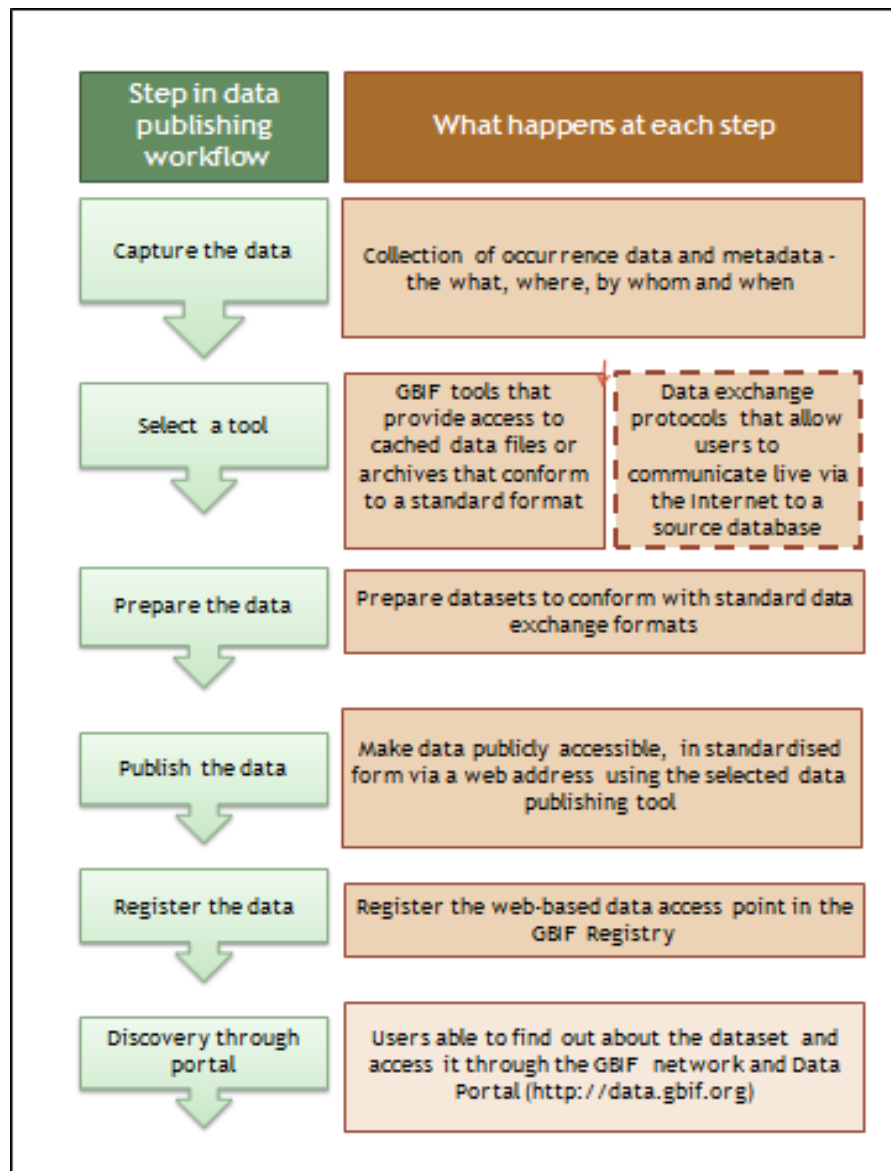 Step in data
publishing
workflow
What happens at each step
Capture the data
Collection of occurrence data and metadata -
the what, where, by whom and when
Select a tool
GBIF tools that
provide access to
cached data files or
archives that conform
to a standard format
Data exchange
protocols that allow
users to
communicate live via
the Internet to a
source database
Prepare the data
Prepare datasets to conform with standard data
exchange formats
Publish the data
Make data publicly accessible, in standardised
form via a web address using the selected data
publishing tool
Register the data
Register the web-based data access point in the
GBIF Registry
Discovery through
portal
Users able to find out about the dataset and
access it through the GBIF network and Data
Portal (http://data.gbif.org)